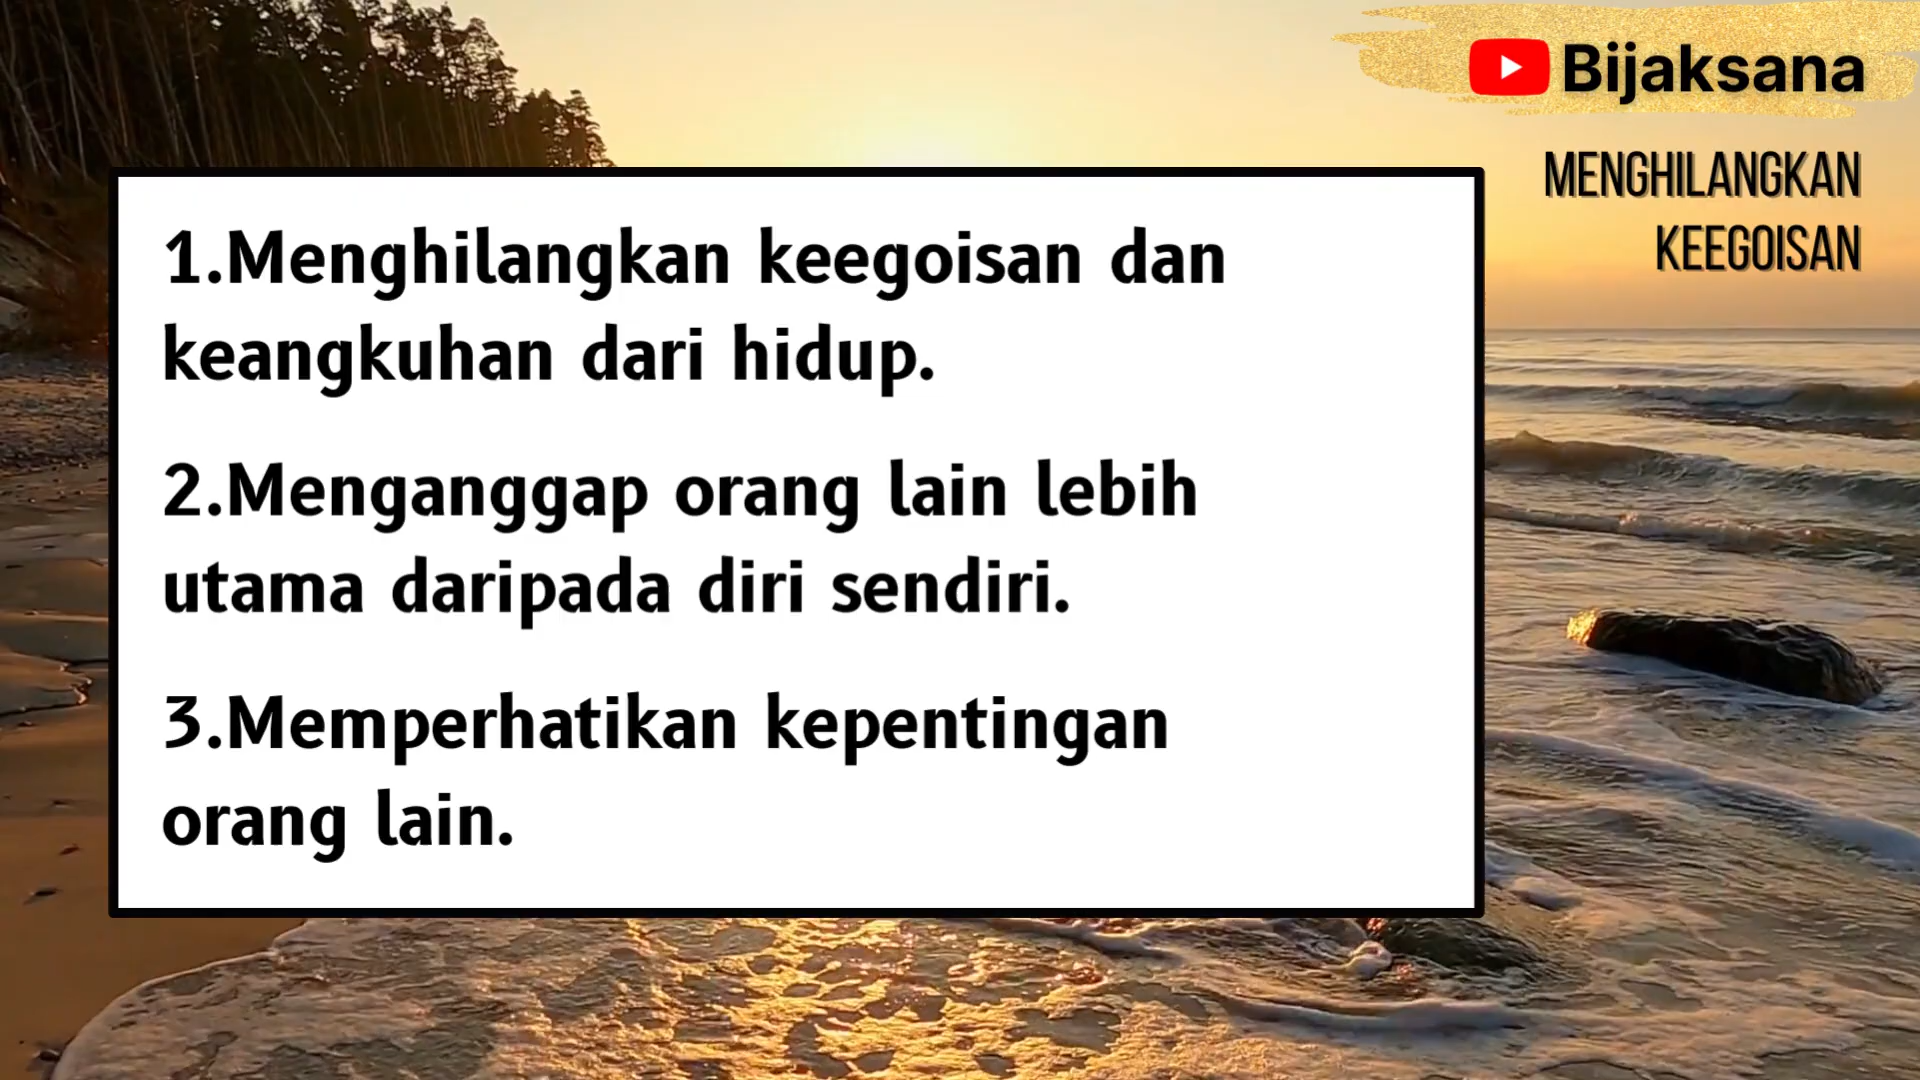 Bijaksana
MENGHILANGKAN
KEEGOISAN
1.Menghilangkan keegoisan dan
keangkuhan dari hidup.
2.Menganggap orang lain lebih
utama daripada diri sendiri.
3.Memperhatikan kepentingan
orang lain.